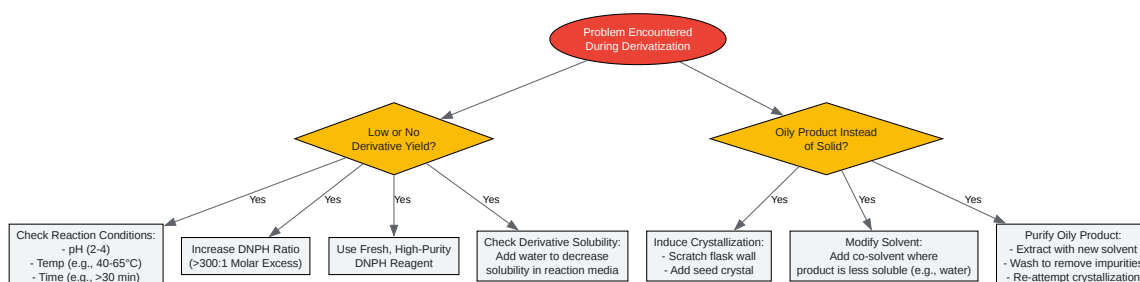 Problem Encountered
During Derivatization
Low or No
Derivative Yield?
Oily Product Instead
of Solid?
Yes
Yes
Yes
Yes
Yes
Yes
Yes
Check Reaction Conditions:
- pH (2-4)
- Temp (e.g., 40-65°C)
- Time (e.g., >30 min)
Increase DNPH Ratio
(>300:1 Molar Excess)
Use Fresh, High-Purity
DNPH Reagent
Check Derivative Solubility:
Add water to decrease
solubility in reaction media
Induce Crystallization:
- Scratch flask wall
- Add seed crystal
Modify Solvent:
Add co-solvent where
product is less soluble (e.g., water)
Purify Oily Product:
- Extract with new solvent
- Wash to remove impurities
- Re-attempt crystallization